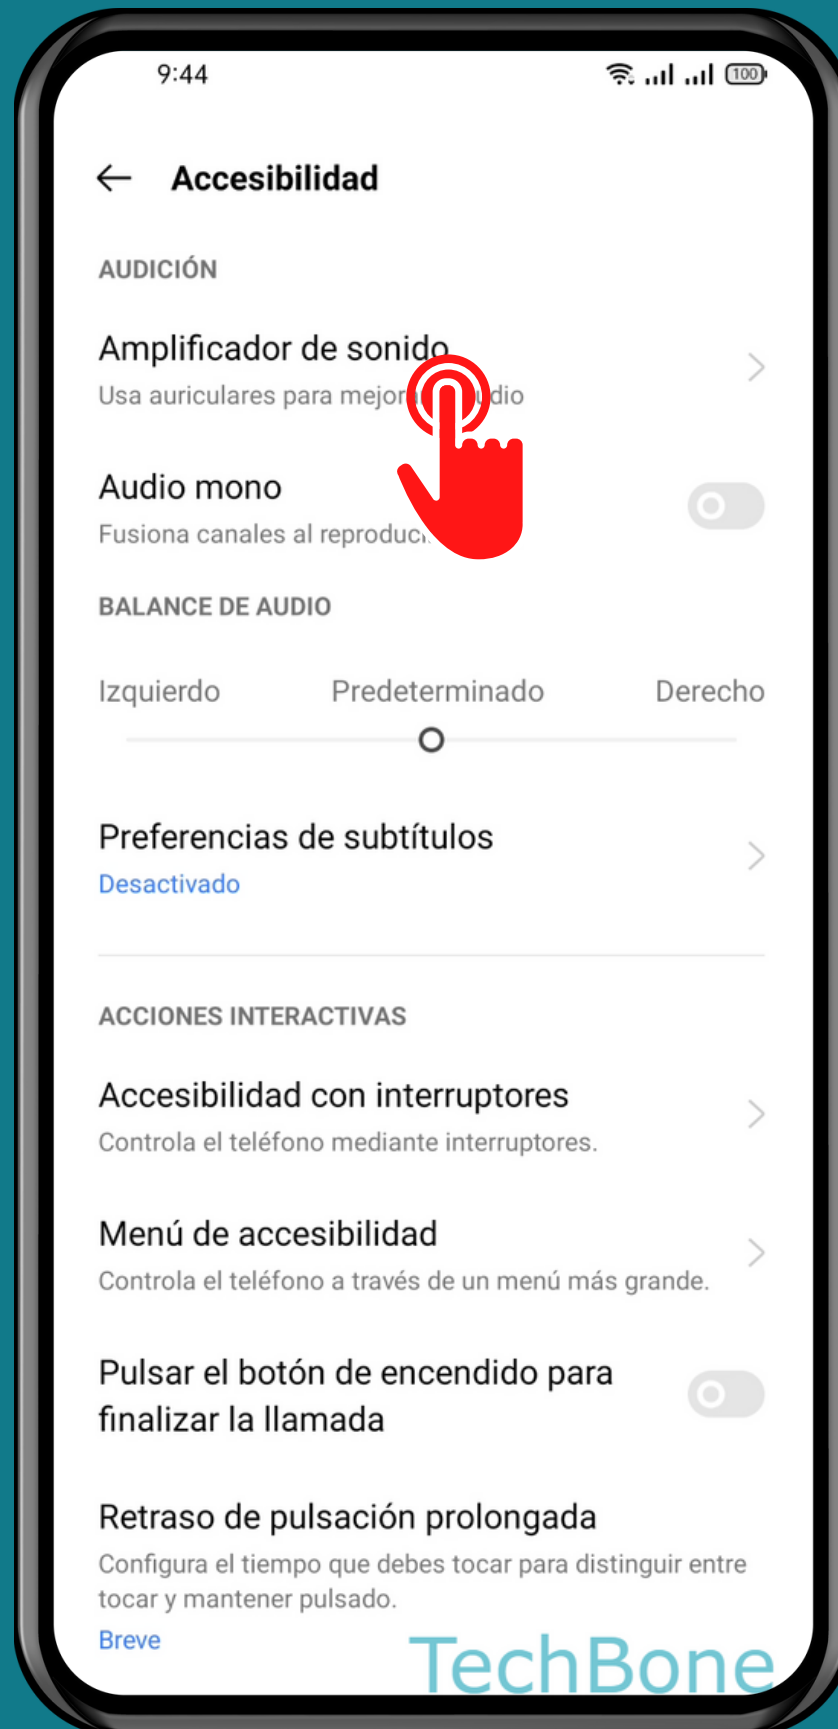 9:44
100
Accesibilidad
AUDICIÓN
Amplificador de sonido
Usa auriculares para
Audio mono
Fusiona canales al
BALANCE DE AUDIO
Izquierdo Predeterminado Derecho
Preferencias de subtítulos
Desactivado
ACCIONES INTERACTIVAS
Accesibilidad con interruptores
Controla el teléfono mediante interruptores.
Menú de accesibilidad
Controla el teléfono a través de un menú más grande.
Pulsar el botón de encendido para
finalizar la llamada
Retraso de pulsación prolongada
Configura el tiempo que debes tocar para distinguir entre
tocar y mantener pulsado.
Breve
TechBone